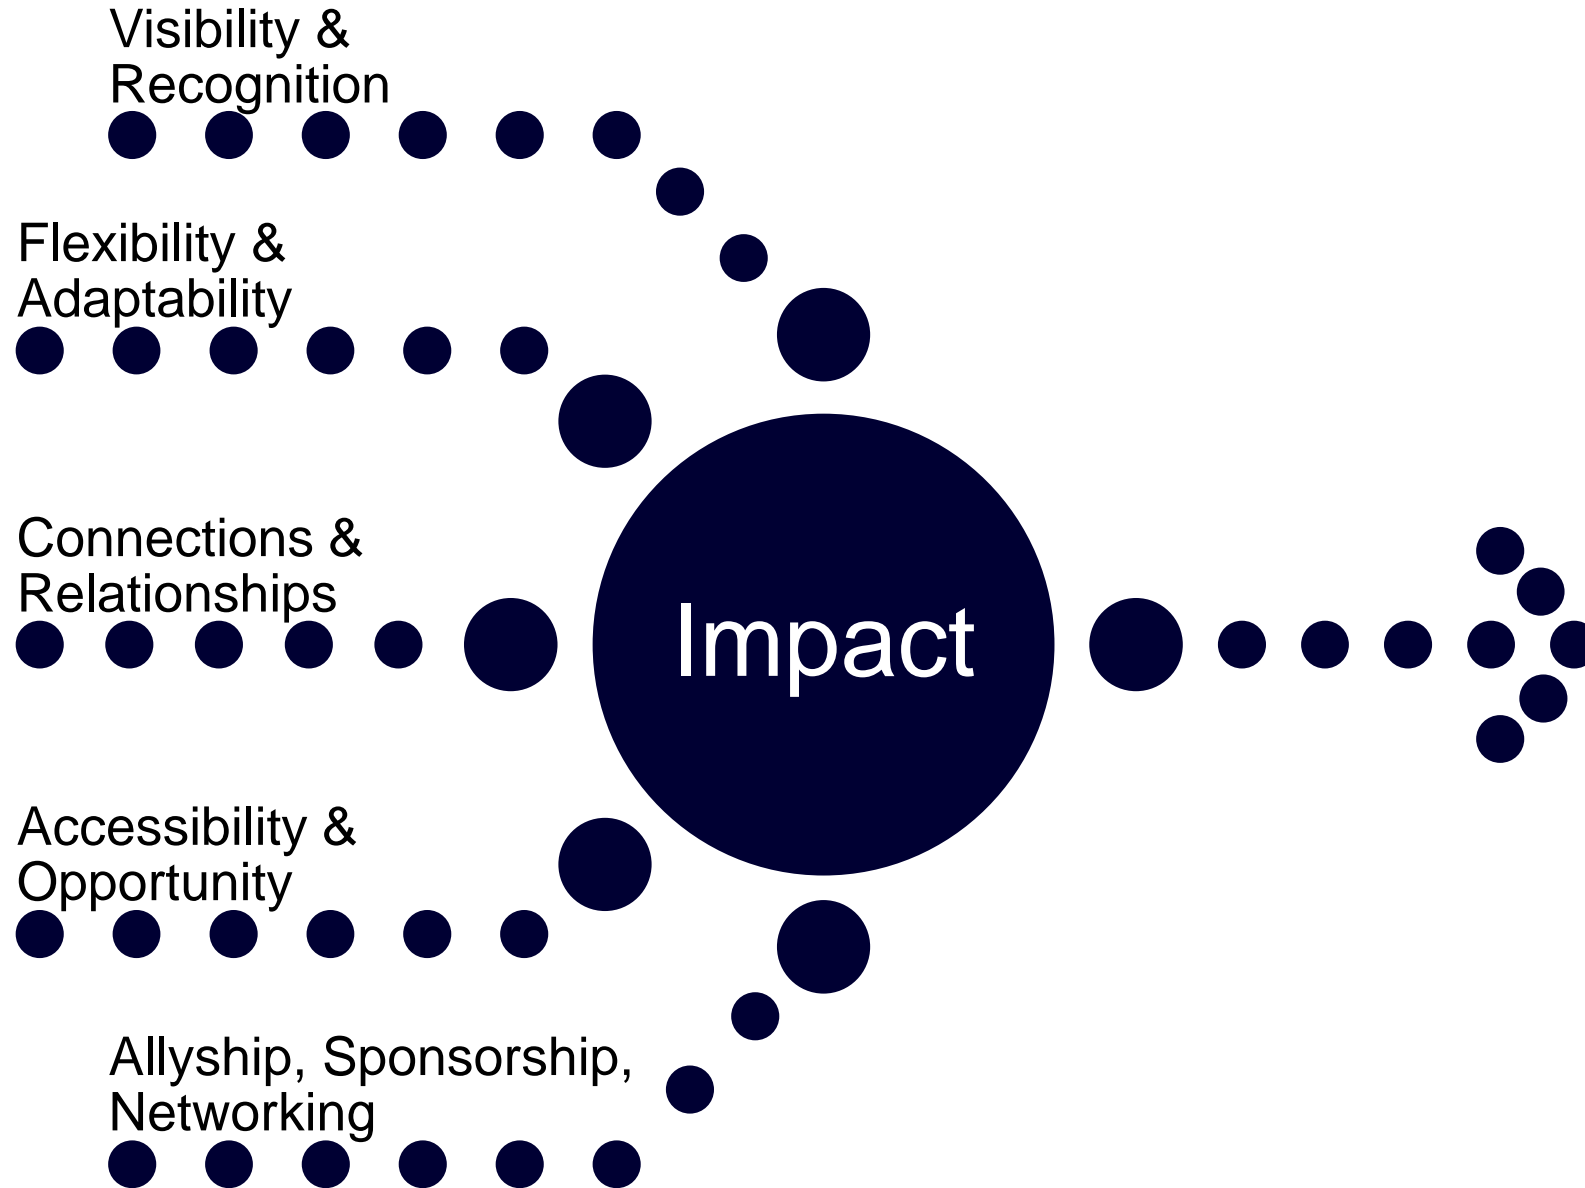 Visibility &
Recognition
Flexibility &
Adaptability
Connections &
Relationships
Impact
Accessibility &
Opportunity
Allyship, Sponsorship,
Networking